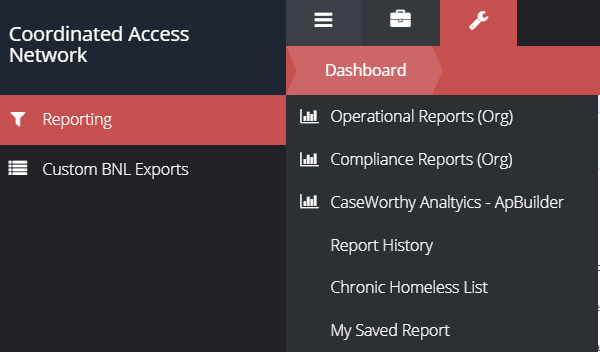 Coordinated Access
Network
Reporting
Custom BNL Exports
Dashboard
Operational Reports (Org)
Compliance Reports (Org)
CaseWorthy Analtyics - ApBuilder
Report History
Chronic Homeless List
My Saved Report